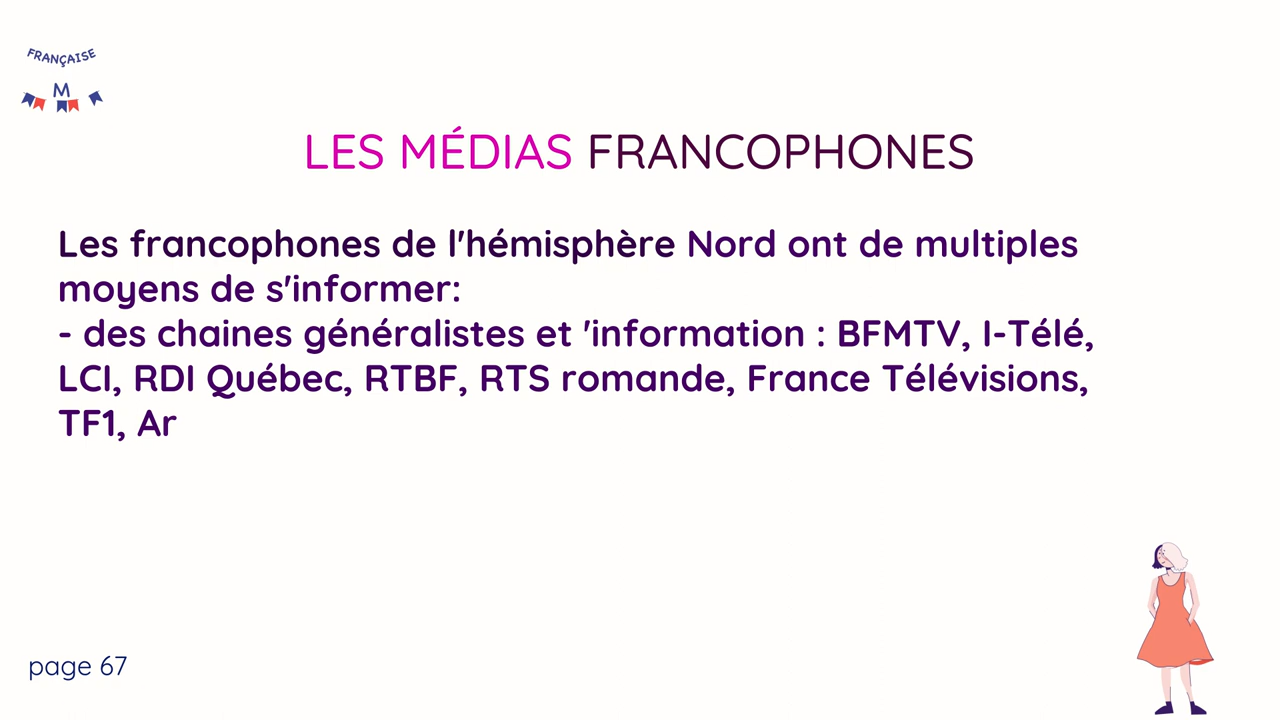 FRANÇAISE
M
LES MÉDIAS FRANCOPHONES
Les francophones de l'hémisphère Nord ont de multiples
moyens de s'informer:
- des chaines généralistes et 'information : BFMTV, I-Télé,
LCI, RDI Québec, RTBF, RTS romande, France Télévisions,
TF1, Ar
page 67